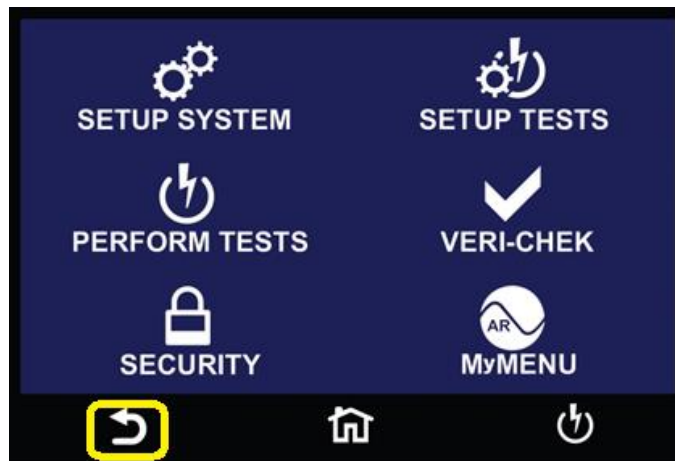 SETUP SYSTEM
SETUP TESTS
PERFORM TESTS
VERI-CHEK
SECURITY
AR
MyMENU